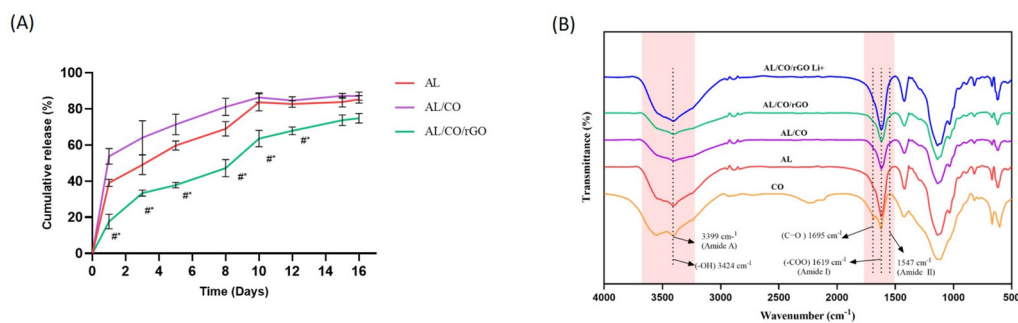 (A)
Cumulative release (%)
100
80
60
40
20
0
0 2 4 6 8 10 12 14 16
Time (Days)
AL
AL/CO
AL/CO/rGO
#*
#*
#*
#*
#*
#*
(B)
Transmittance (%)
AL/CO/rGO Li+
AL/CO/rGO
AL/CO
AL
CO
3399 cm-¹
(Amide A)
(-OH) 3424 cm⁻¹
(C=O ) 1695 cm⁻¹
(-COO) 1619 cm⁻¹
(Amide I)
1547 cm⁻¹
(Amide II)
4000 3500 3000 2500 2000 1500 1000 500
Wavenumber (cm⁻¹)